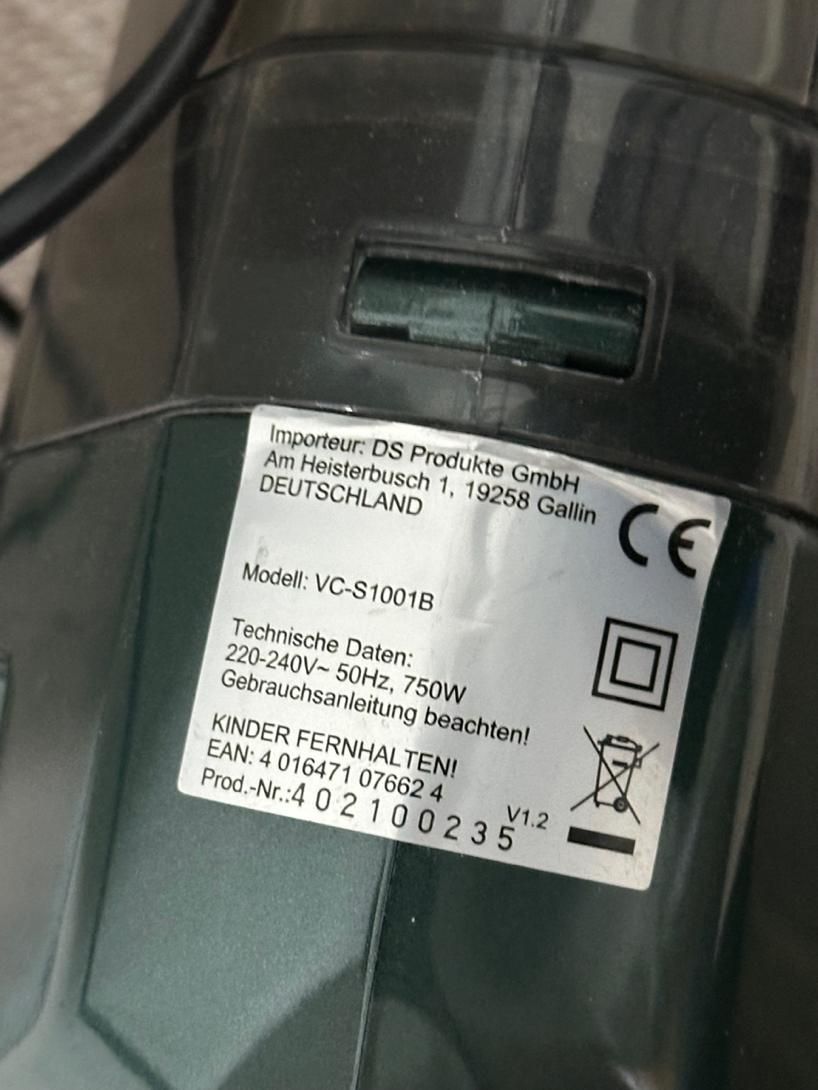 Importeur: DS Produkte GmbH
Am Heisterbusch 1, 19258 Gallin
DEUTSCHLAND
CE
Modell: VC-S1001B
Technische Daten:
220-240V~ 50Hz, 750W
Gebrauchsanleitung beachten!
KINDER FERNHALTEN!
EAN: 4 016471 07662 4
Prod.-Nr.:402100235
V1.2